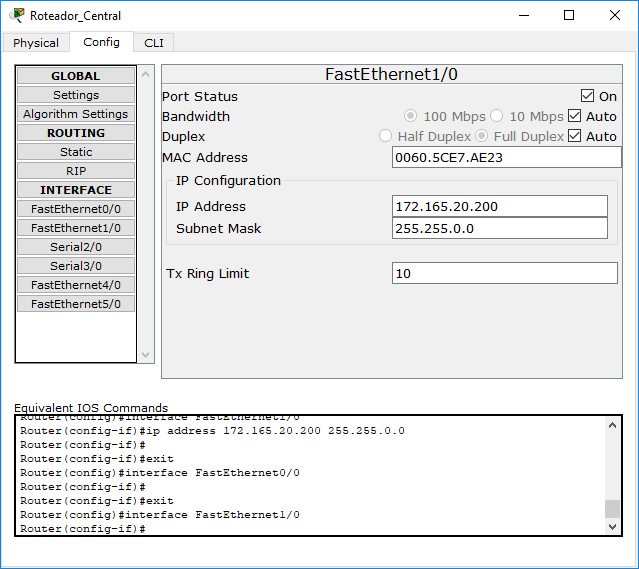 Roteador_Central
Physical Config CLI
GLOBAL
Settings
Algorithm Settings
ROUTING
Static
RIP
INTERFACE
FastEthernet0/0
FastEthernet1/0
Serial2/0
Serial3/0
FastEthernet4/0
FastEthernet5/0
FastEthernet1/0
Port Status On
Bandwidth 100 Mbps 10 Mbps Auto
Duplex Half Duplex Full Duplex Auto
MAC Address 0060.5CE7.AE23
IP Configuration
IP Address 172.165.20.200
Subnet Mask 255.255.0.0
Tx Ring Limit 10
Equivalent IOS Commands
Router(config)#interface FastEthernet1/0
Router(config-if)#ip address 172.165.20.200 255.255.0.0
Router(config-if)#
Router(config-if)#exit
Router(config)#interface FastEthernet0/0
Router(config-if)#
Router(config-if)#exit
Router(config)#interface FastEthernet1/0
Router(config-if)#